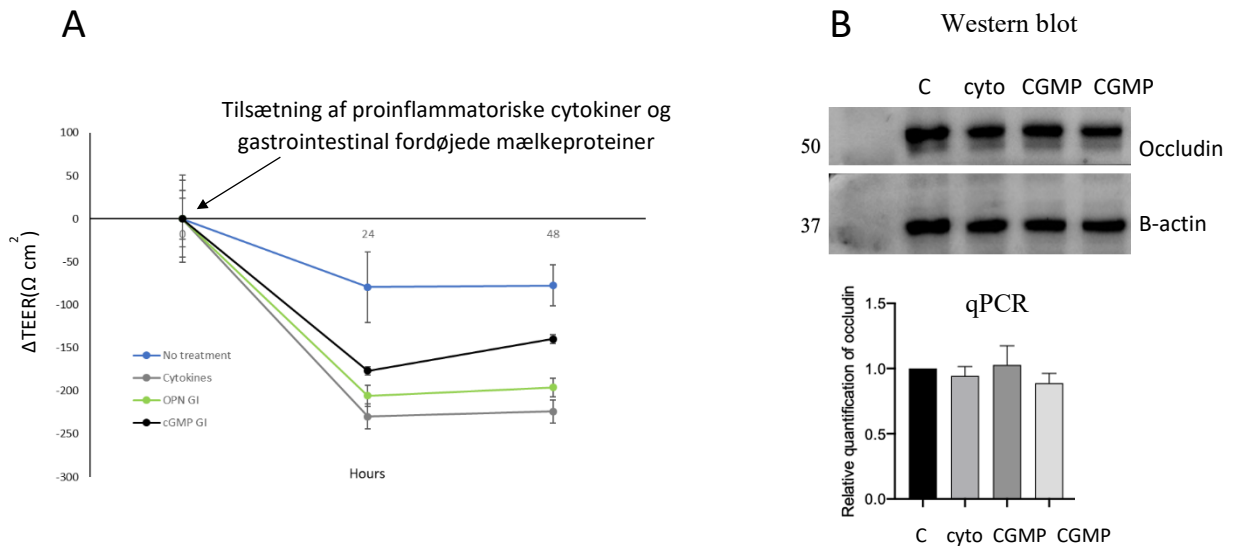 A
Tilsætning af proinflammatoriske cytokiner og
gastrointestinal fordøjede mælkeproteiner
100
50
0
-50
-100
-150
-200
-250
-300
ΔTEER(Ω cm²)
0
24
48
No treatment
Cytokines
OPN GI
cGMP GI
Hours
B
Western blot
C cyto CGMP CGMP
50
Occludin
37
B-actin
qPCR
Relative quantification of occludin
1.5
1.0
0.5
0.0
C cyto CGMP CGMP